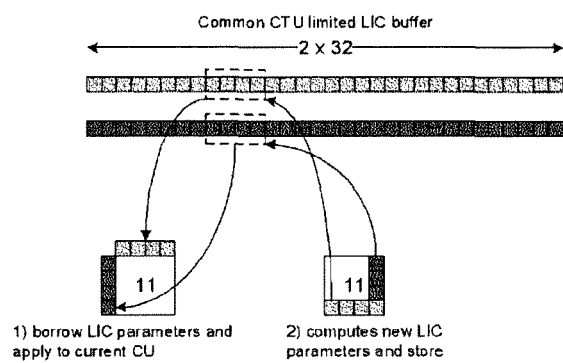 Common CTU limited LIC buffer
2 x 32
11
11
1) borrow LIC parameters and
apply to current CU
2) computes new LIC
parameters and store